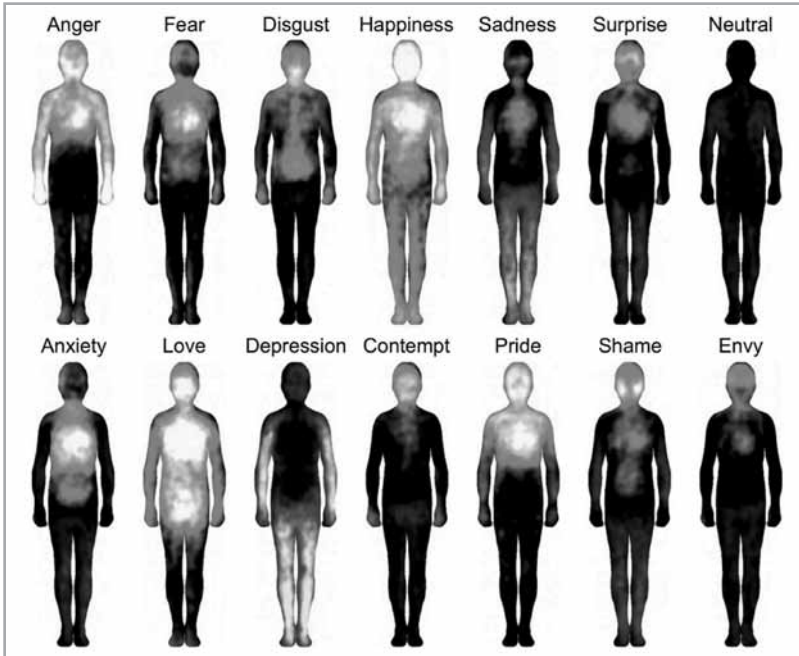 Anger Fear Disgust Happiness Sadness Surprise Neutral
Anxiety Love Depression Contempt Pride Shame Envy